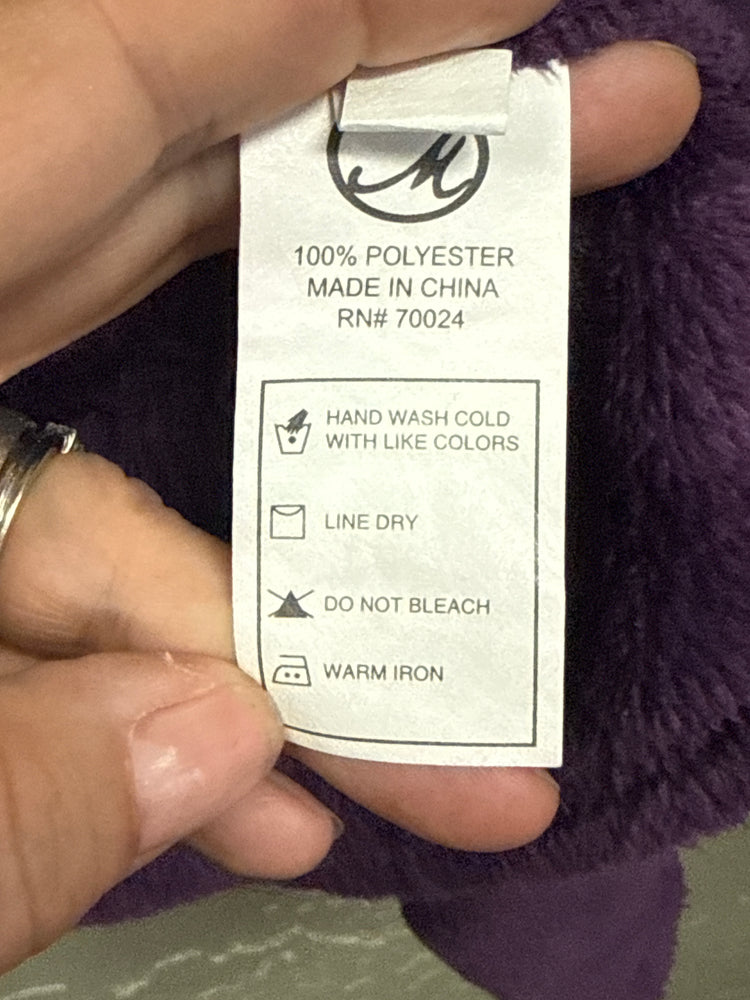 M
100% POLYESTER
MADE IN CHINA
RN# 70024
HAND WASH COLD
WITH LIKE COLORS
LINE DRY
DO NOT BLEACH
WARM IRON